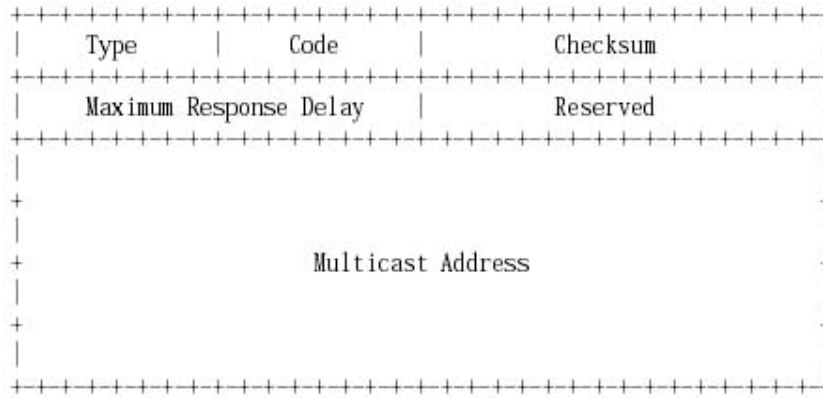 Type | Code | Checksum
Maximum Response Delay | Reserved
Multicast Address